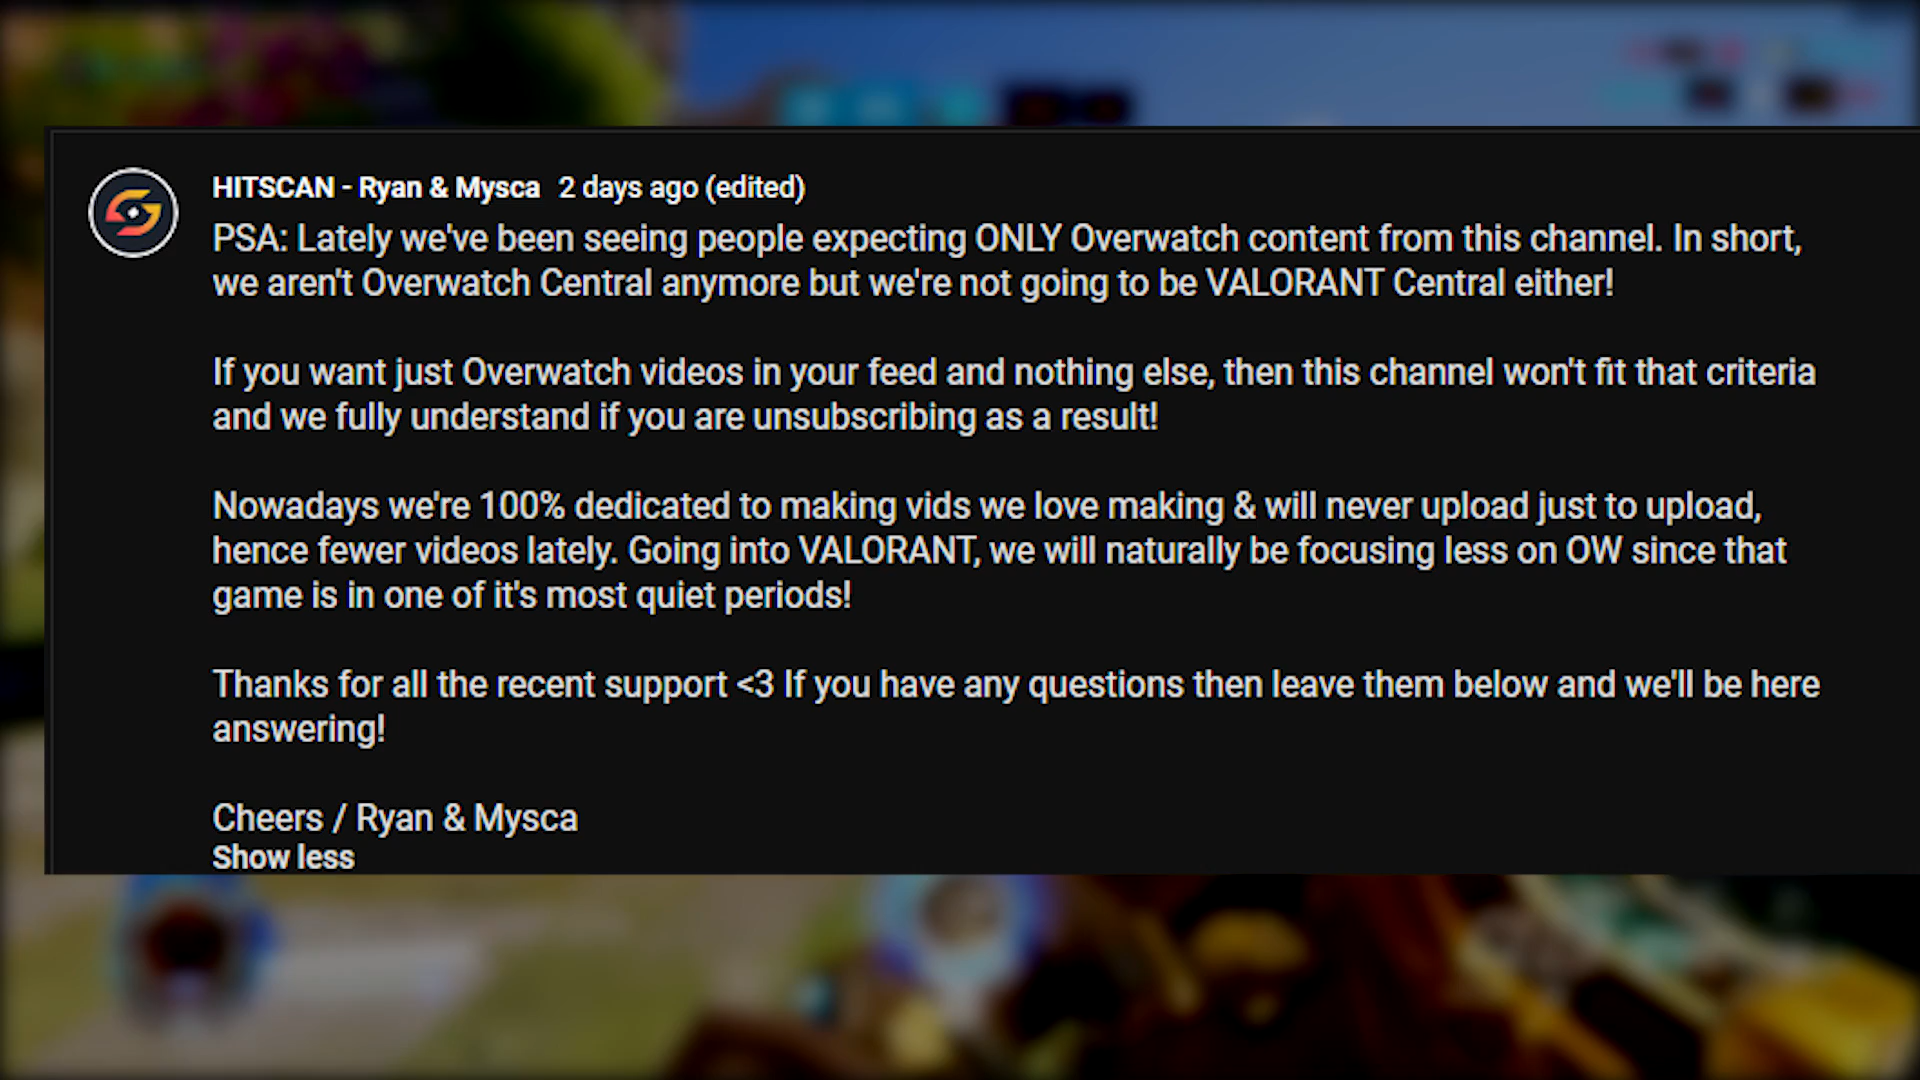 HITSCAN - Ryan & Mysca 2 days ago (edited)
PSA: Lately we've been seeing people expecting ONLY Overwatch content from this channel. In short,
we aren't Overwatch Central anymore but we're not going to be VALORANT Central either!
If you want just Overwatch videos in your feed and nothing else, then this channel won't fit that criteria
and we fully understand if you are unsubscribing as a result!
Nowadays we're 100% dedicated to making vids we love making & will never upload just to upload,
hence fewer videos lately. Going into VALORANT, we will naturally be focusing less on OW since that
game is in one of it's most quiet periods!
Thanks for all the recent support <3 If you have any questions then leave them below and we'll be here
answering!
Cheers / Ryan & Mysca
Show less